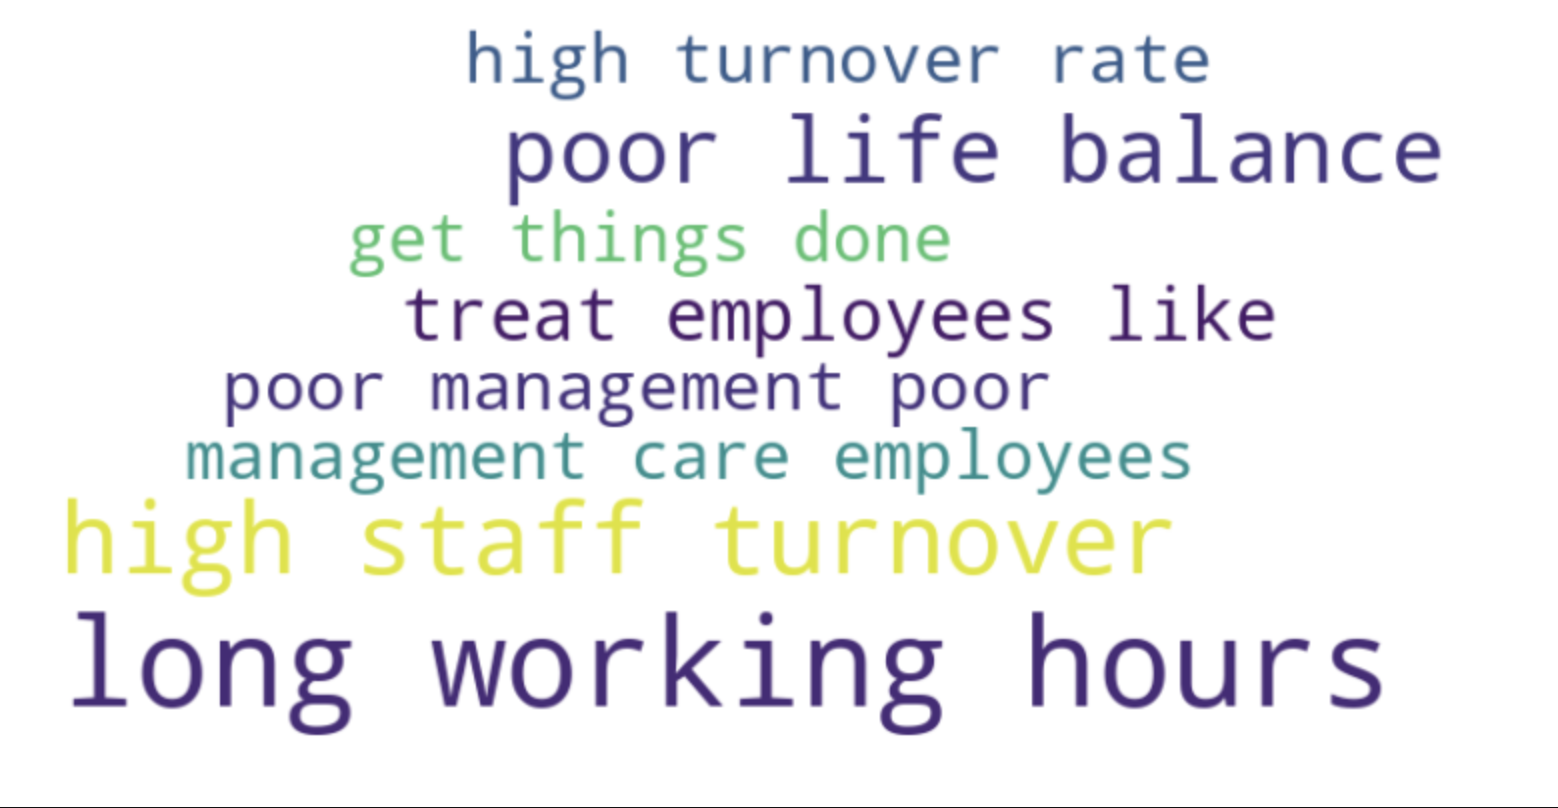 high turnover rate
poor life balance
get things done
treat employees like
poor management poor
management care employees
high staff turnover
long working hours